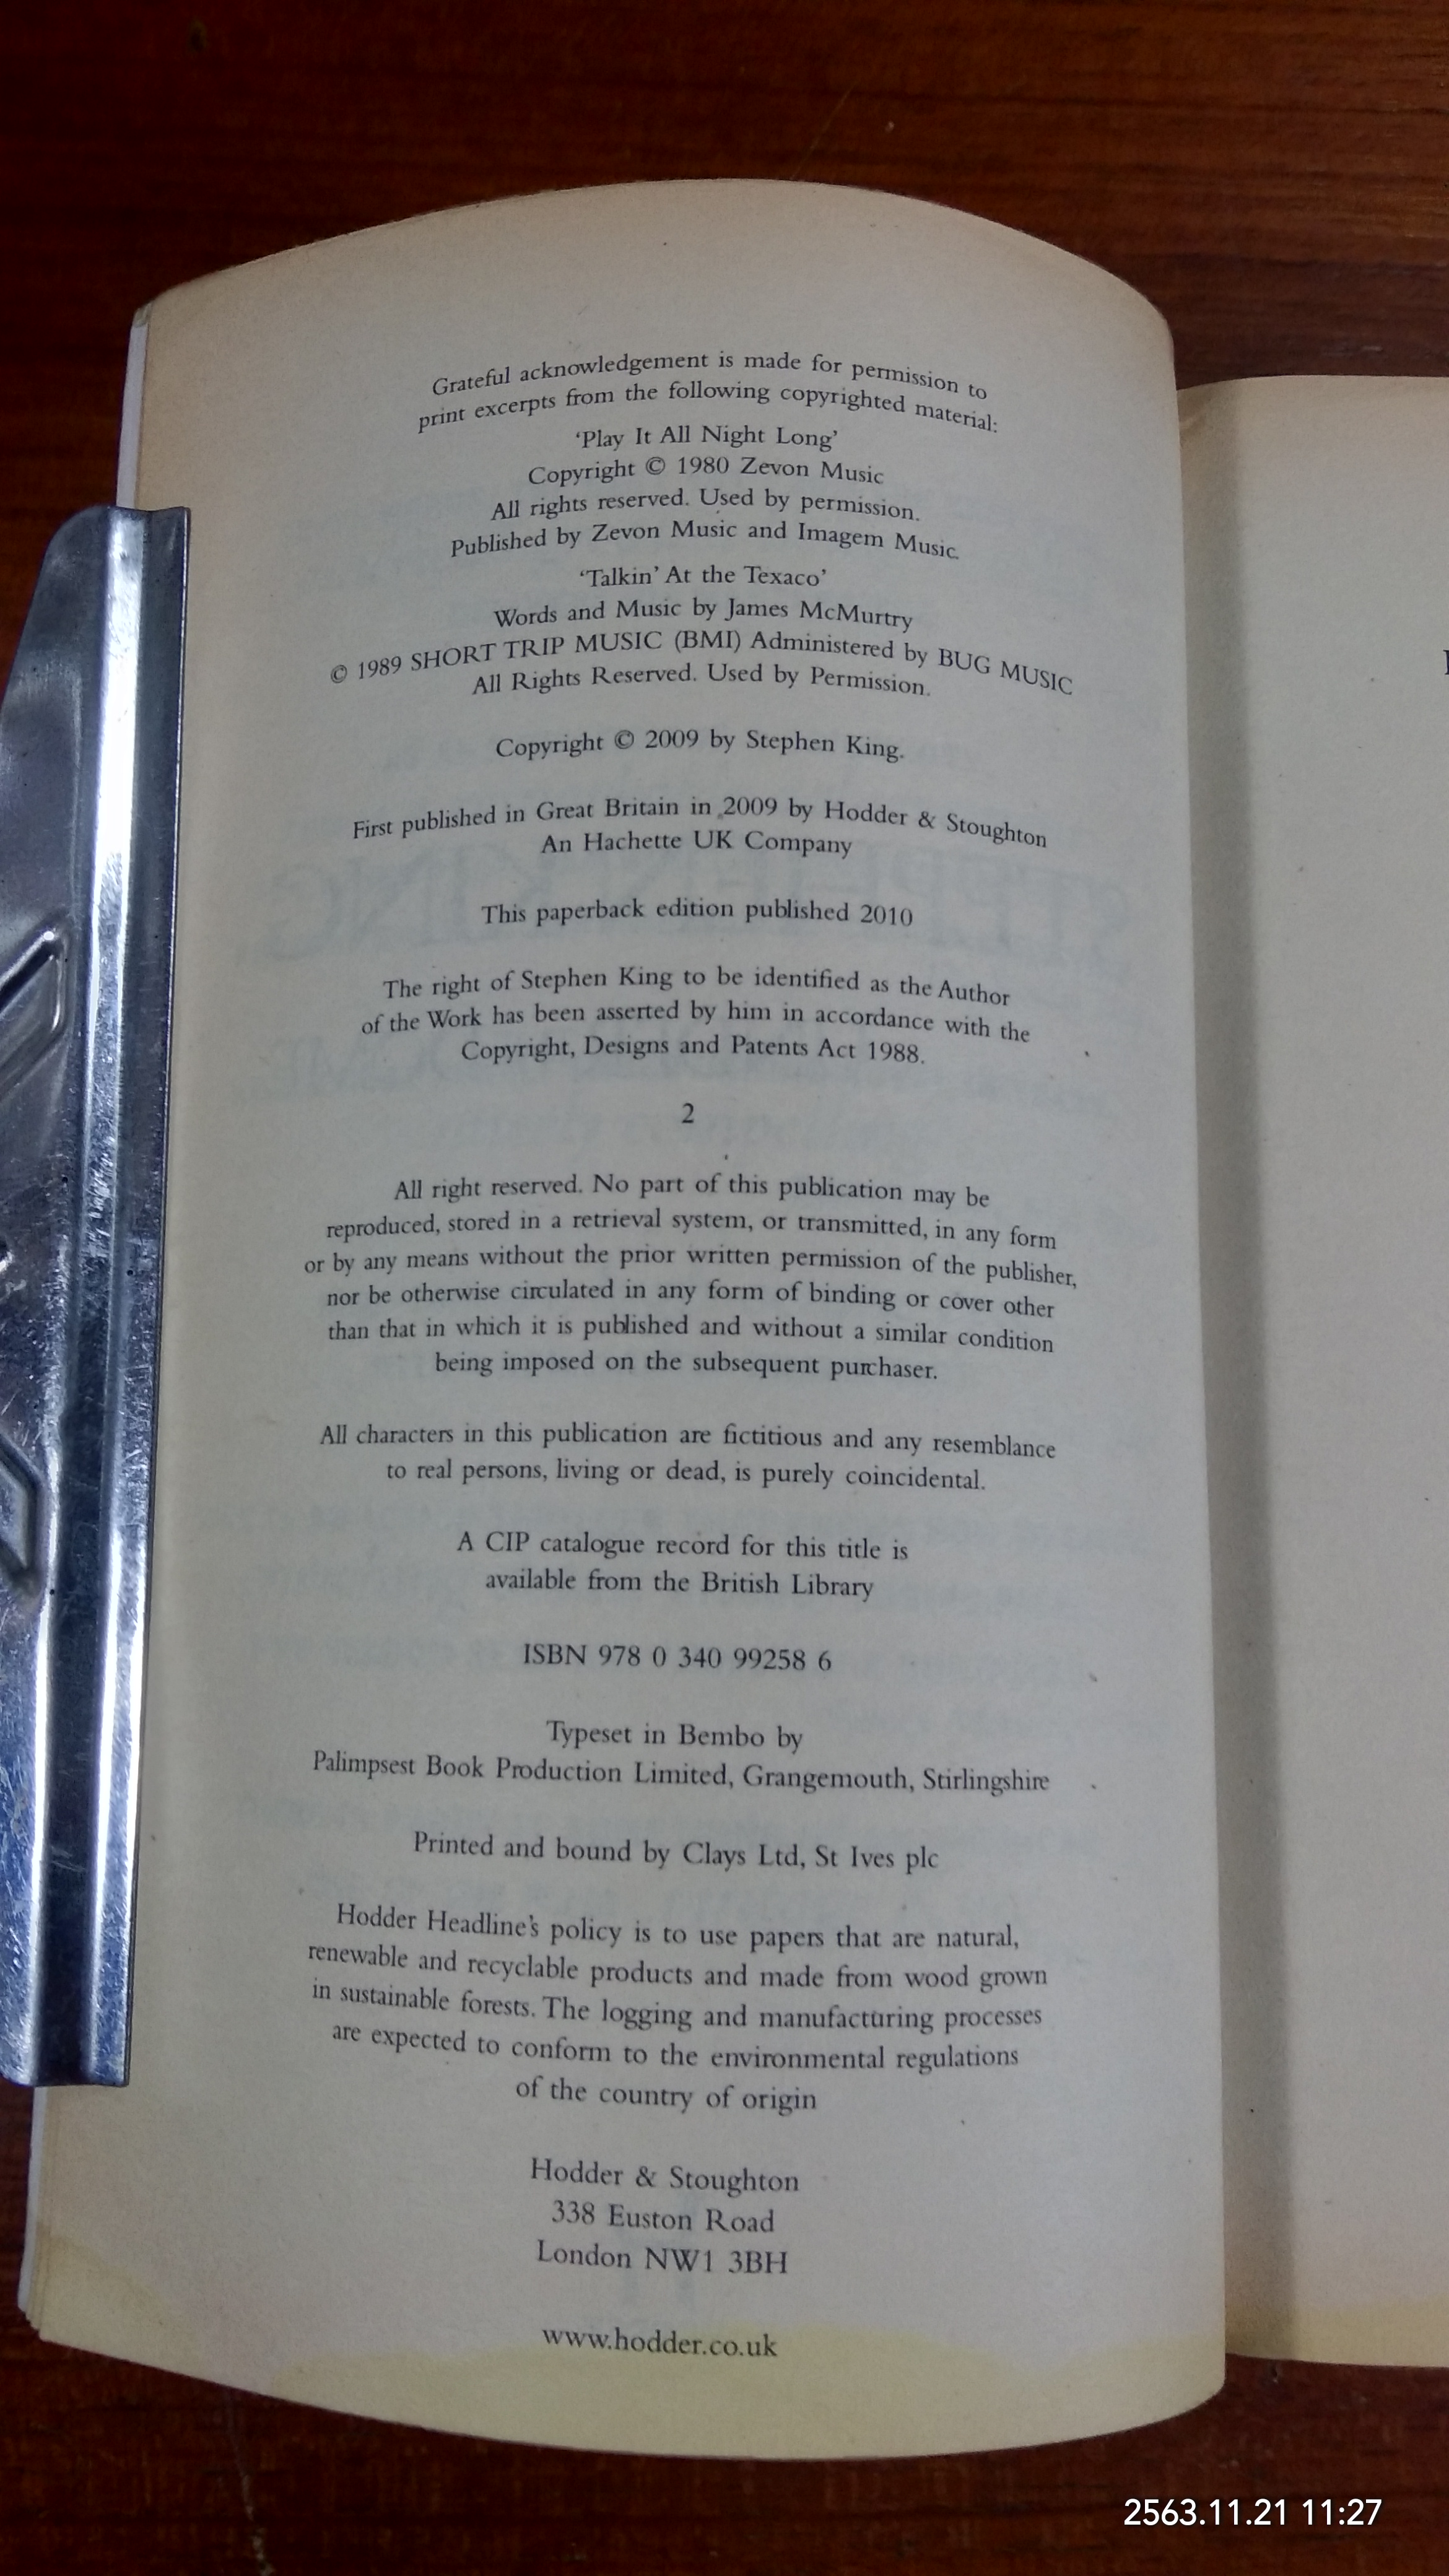 Grateful acknowledgement is made for permission to
print excerpts from the following copyrighted material:
‘Play It All Night Long’
Copyright © 1980 Zevon Music
All rights reserved. Used by permission.
Published by Zevon Music and Imagem Music.
‘Talkin’ At the Texaco’
Words and Music by James McMurtry
© 1989 SHORT TRIP MUSIC (BMI) Administered by BUG MUSIC
All Rights Reserved. Used by Permission.
Copyright © 2009 by Stephen King.
First published in Great Britain in 2009 by Hodder & Stoughton
An Hachette UK Company
This paperback edition published 2010
The right of Stephen King to be identified as the Author
of the Work has been asserted by him in accordance with the
Copyright, Designs and Patents Act 1988.
2
All right reserved. No part of this publication may be
reproduced, stored in a retrieval system, or transmitted, in any form
or by any means without the prior written permission of the publisher,
nor be otherwise circulated in any form of binding or cover other
than that in which it is published and without a similar condition
being imposed on the subsequent purchaser.
All characters in this publication are fictitious and any resemblance
to real persons, living or dead, is purely coincidental.
A CIP catalogue record for this title is
available from the British Library
ISBN 978 0 340 99258 6
Typeset in Bembo by
Palimpsest Book Production Limited, Grangemouth, Stirlingshire
Printed and bound by Clays Ltd, St Ives plc
Hodder Headline’s policy is to use papers that are natural,
renewable and recyclable products and made from wood grown
in sustainable forests. The logging and manufacturing processes
are expected to conform to the environmental regulations
of the country of origin
Hodder & Stoughton
338 Euston Road
London NW1 3BH
www.hodder.co.uk
2563.11.21 11:27